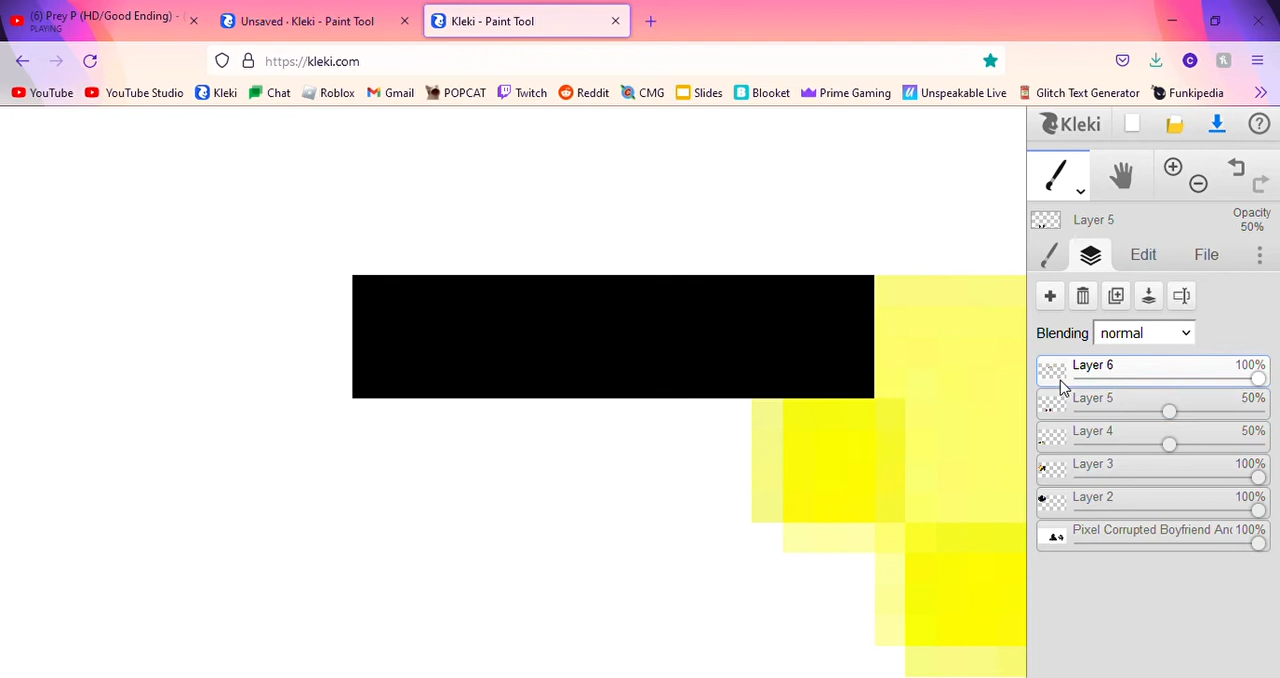 (6) Prey P (HD/Good Ending) - (
PLAYING
Unsaved · Kleki - Paint Tool
Kleki - Paint Tool
https://kleki.com
YouTube
YouTube Studio
Kleki
Chat
Roblox
Gmail
POPCAT
Twitch
Reddit
CMG
Slides
Blooket
Prime Gaming
Unspeakable Live
Glitch Text Generator
Funkipedia
Kleki
Layer 5
Opacity
50%
Edit
File
Blending
normal
Layer 6 100%
Layer 5 50%
Layer 4 50%
Layer 3 100%
Layer 2 100%
Pixel Corrupted Boyfriend And 100%